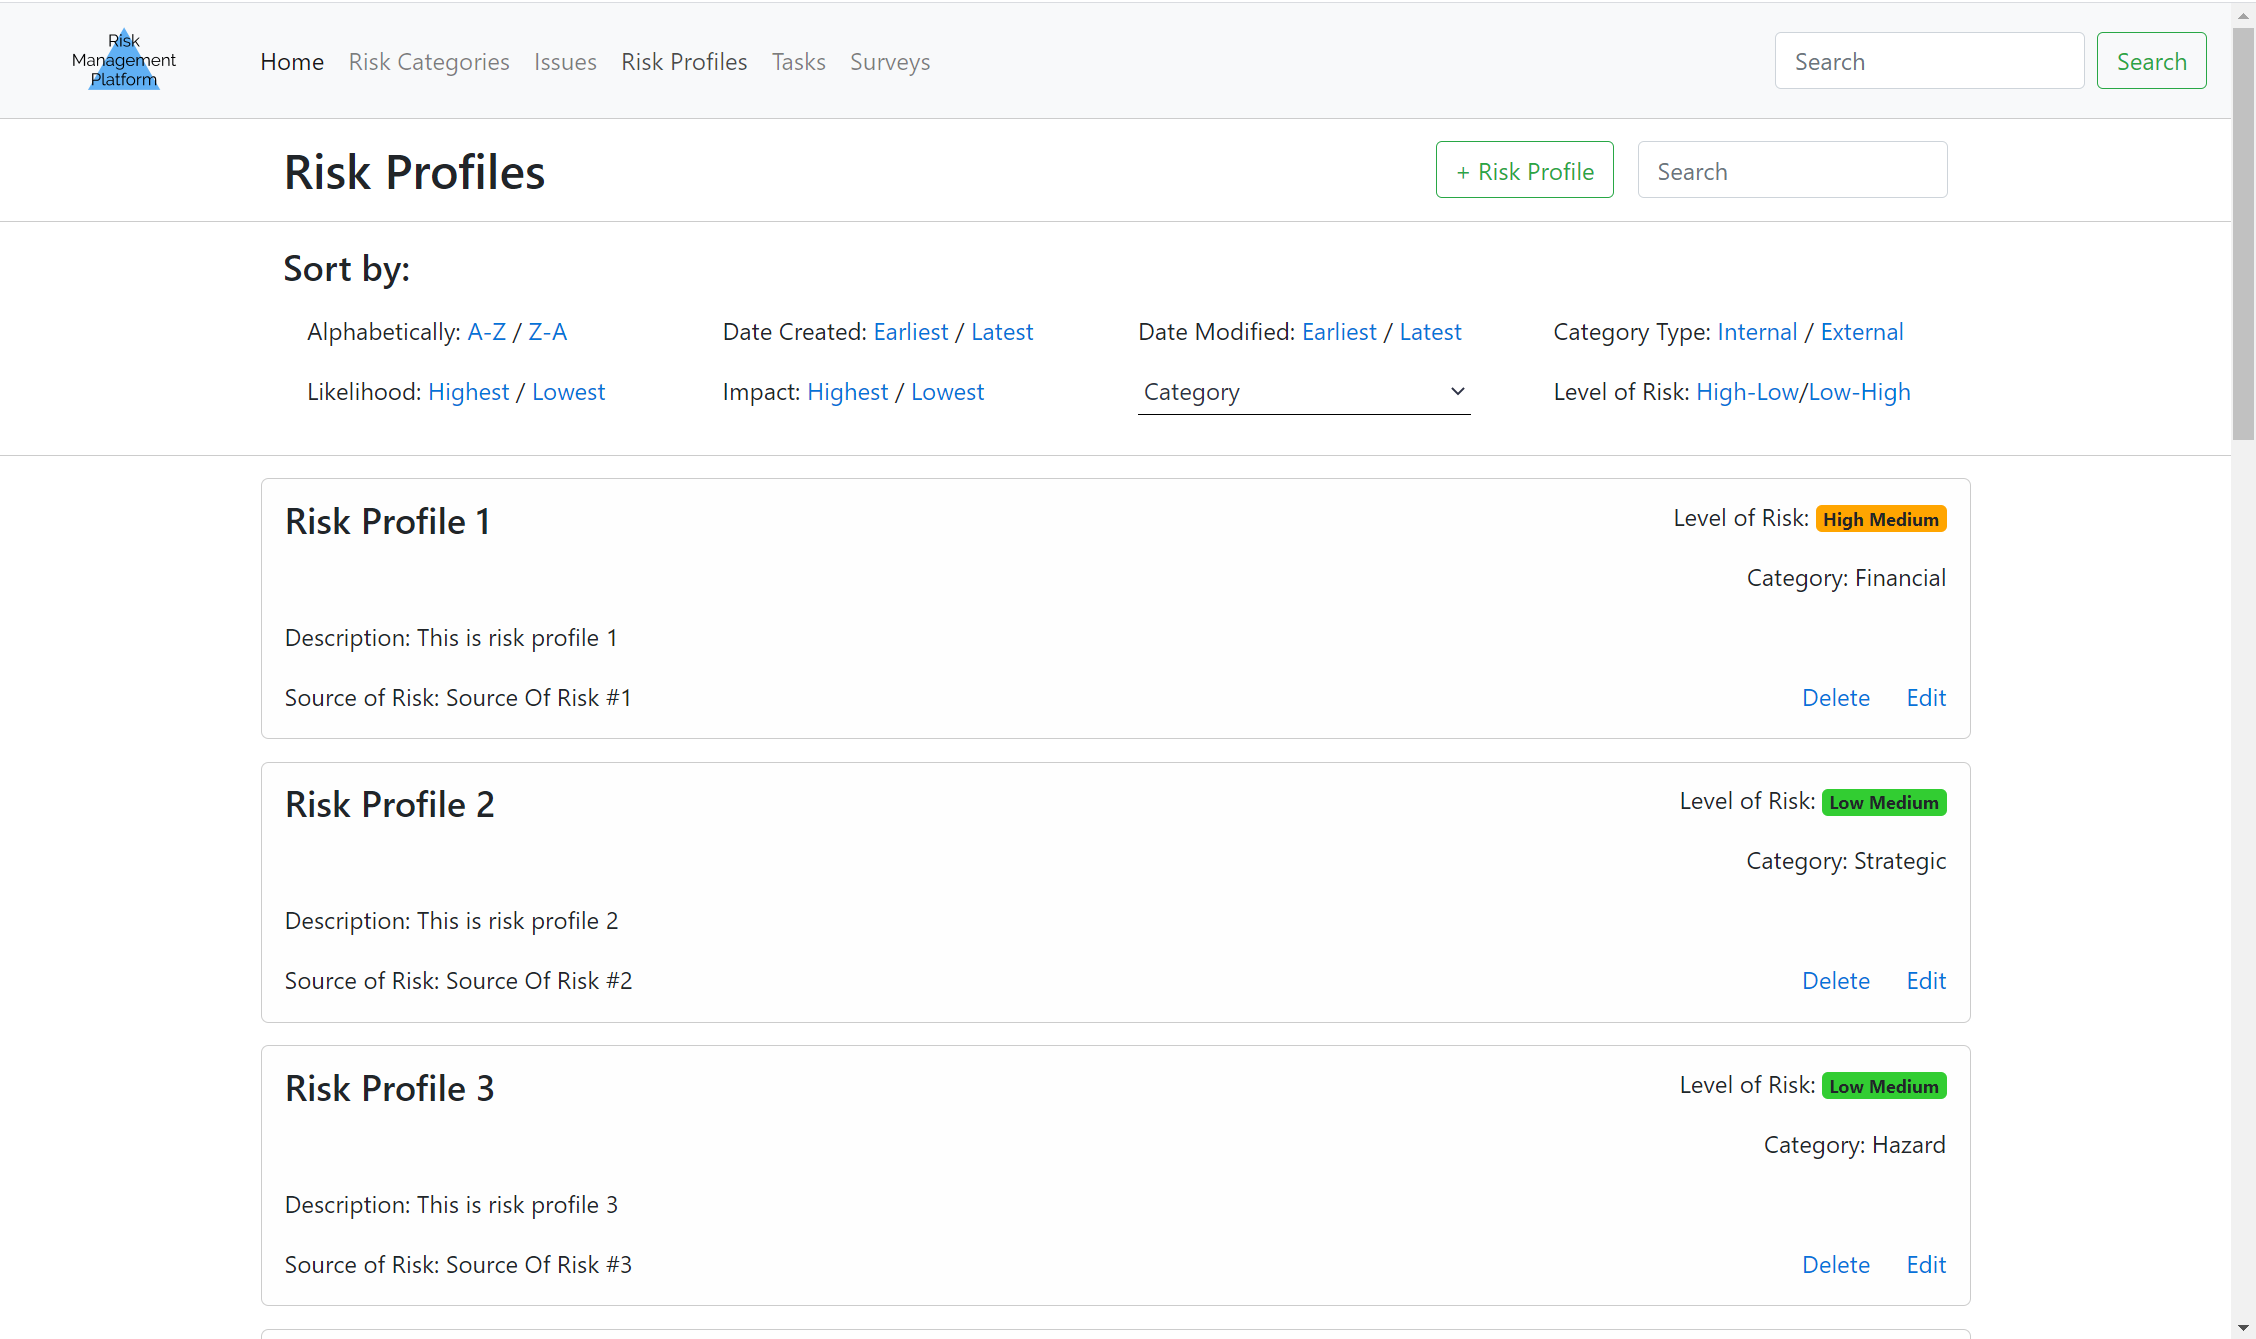 Risk
Management
Platform
Home Risk Categories Issues Risk Profiles Tasks Surveys Search Search
Risk Profiles + Risk Profile Search
Sort by:
Alphabetically: A-Z / Z-A Date Created: Earliest / Latest Date Modified: Earliest / Latest Category Type: Internal / External
Likelihood: Highest / Lowest Impact: Highest / Lowest Category Level of Risk: High-Low/Low-High
Risk Profile 1 Level of Risk: High Medium
Category: Financial
Description: This is risk profile 1
Source of Risk: Source Of Risk #1 Delete Edit
Risk Profile 2 Level of Risk: Low Medium
Category: Strategic
Description: This is risk profile 2
Source of Risk: Source Of Risk #2 Delete Edit
Risk Profile 3 Level of Risk: Low Medium
Category: Hazard
Description: This is risk profile 3
Source of Risk: Source Of Risk #3 Delete Edit